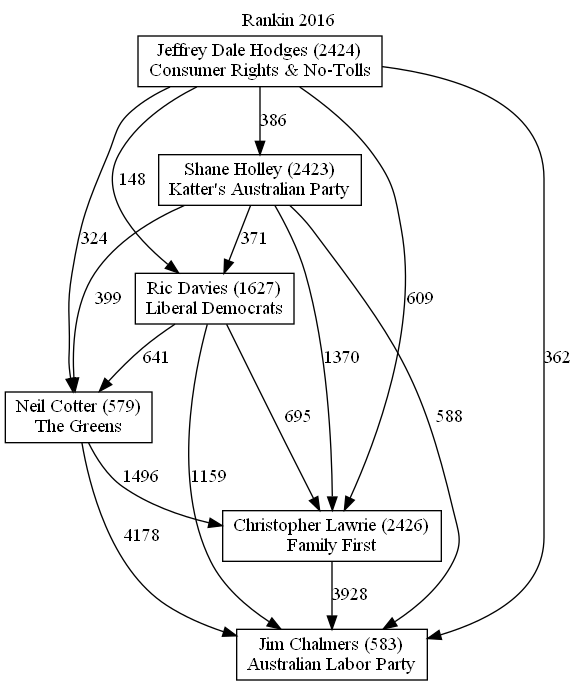 Rankin 2016
Jeffrey Dale Hodges (2424)
Consumer Rights & No-Tolls
386
Shane Holley (2423)
Katter's Australian Party
148
324
371
399
609
Ric Davies (1627)
Liberal Democrats
641
1370
362
Neil Cotter (579)
The Greens
695
588
1496
1159
4178
Christopher Lawrie (2426)
Family First
3928
Jim Chalmers (583)
Australian Labor Party